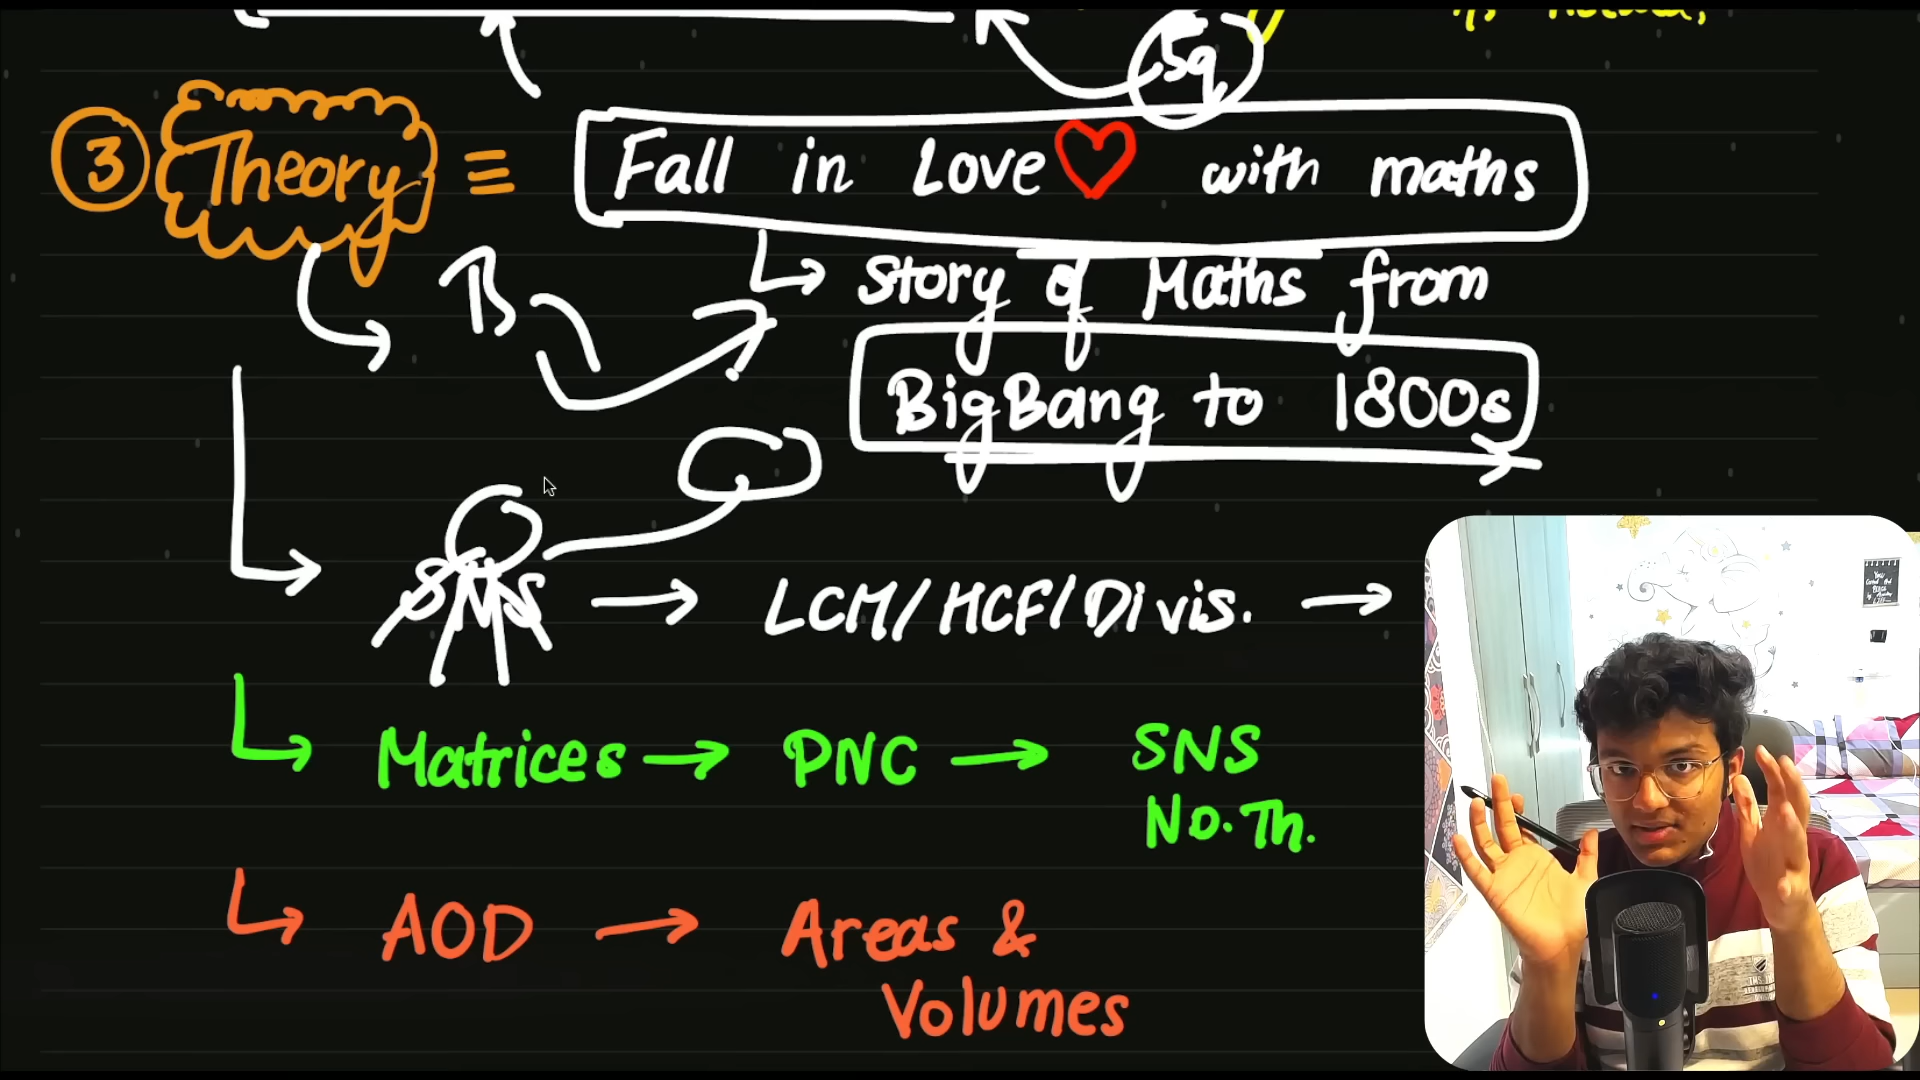 5q
③ Theory ≡ Fall in Love with maths
↳ Story of Maths from
BigBang to 1800s
B
SNS → LCM/HCF/Divis. →
↳ Matrices → PNC → SNS
No.Th.
↳ AOD → Areas &
Volumes